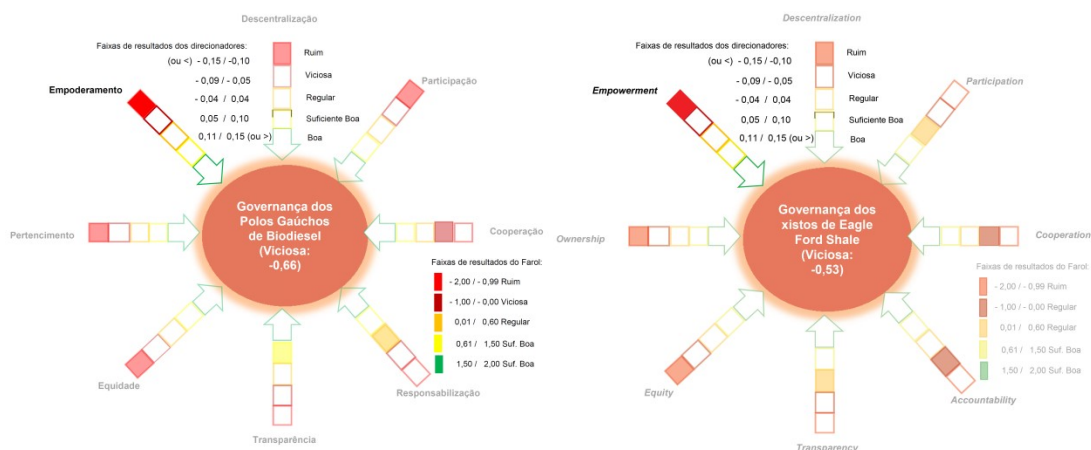 Descentralização
Faixas de resultados dos direcionadores:
(ou <) - 0,15 / -0,10
Ruim
- 0,09 / - 0,05
Viciosa
- 0,04 / 0,04
Regular
0,05 / 0,10
Suficiente Boa
0,11 / 0,15 (ou >)
Boa
Empoderamento
Participação
Governança dos
Polos Gaúchos
de Biodiesel
(Viciosa:
-0,66)
Pertencimento
Cooperação
Faixas de resultados do Farol:
- 2,00 / - 0,99 Ruim
- 1,00 / - 0,00 Viciosa
0,01 / 0,60 Regular
0,61 / 1,50 Suf. Boa
1,50 / 2,00 Suf. Boa
Equidade
Responsabilização
Transparência
Descentralization
Faixas de resultados dos direcionadores:
(ou <) - 0,15 / -0,10
Ruim
- 0,09 / - 0,05
Viciosa
- 0,04 / 0,04
Regular
0,05 / 0,10
Suficiente Boa
0,11 / 0,15 (ou >)
Boa
Empowerment
Participation
Governança dos
xistos de Eagle
Ford Shale
(Viciosa:
-0,53)
Ownership
Cooperation
Faixas de resultados do Farol:
- 2,00 / - 0,99 Ruim
- 1,00 / - 0,00 Regular
0,01 / 0,60 Regular
0,61 / 1,50 Suf. Boa
1,50 / 2,00 Suf. Boa
Equity
Accountability
Transparency